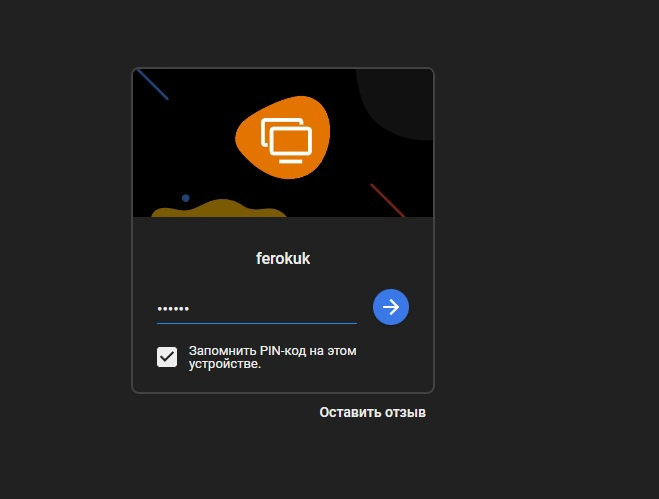 ferokuk
••••••
Запомнить PIN-код на этом
устройстве.
Оставить отзыв